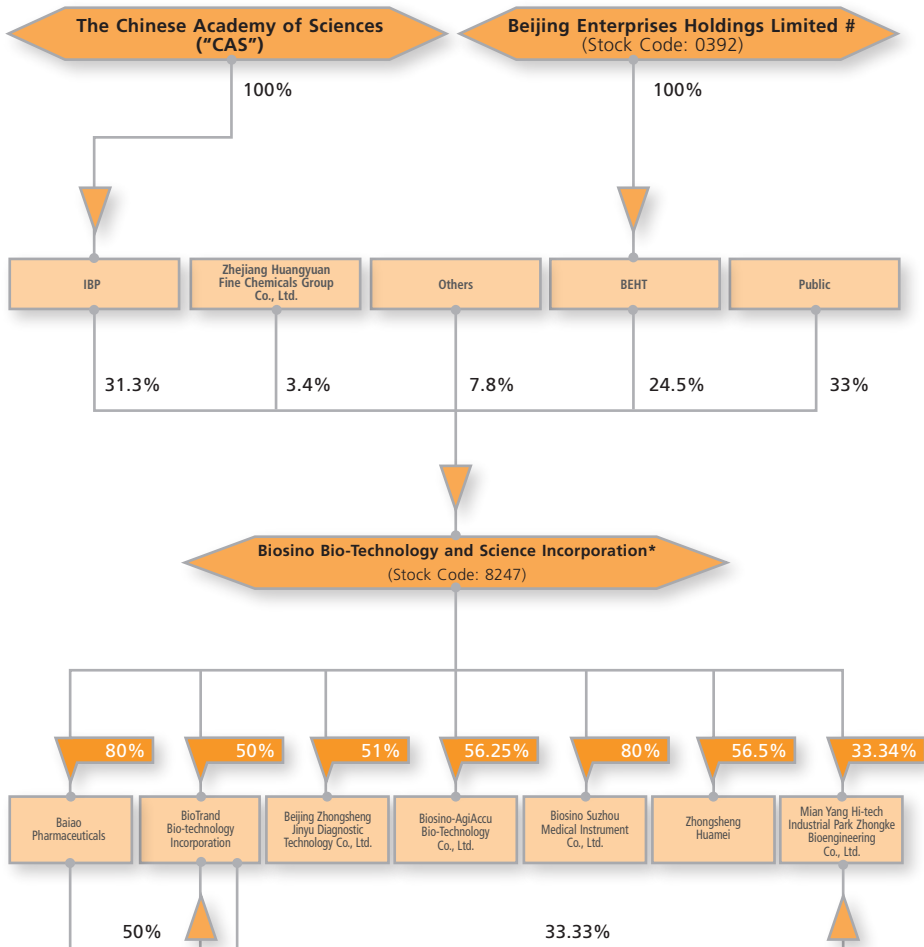 The Chinese Academy of Sciences
(“CAS”)
Beijing Enterprises Holdings Limited #
(Stock Code: 0392)
100%
100%
IBP
Zhejiang Huangyuan
Fine Chemicals Group
Co., Ltd.
Others
BEHT
Public
31.3%
3.4%
7.8%
24.5%
33%
Biosino Bio-Technology and Science Incorporation*
(Stock Code: 8247)
80%
50%
51%
56.25%
80%
56.5%
33.34%
Baiao
Pharmaceuticals
BioTrand
Bio-technology
Incorporation
Beijing Zhongsheng
Jinyu Diagnostic
Technology Co., Ltd.
Biosino-AgiAccu
Bio-Technology
Co., Ltd.
Biosino Suzhou
Medical Instrument
Co., Ltd.
Zhongsheng
Huamei
Mian Yang Hi-tech
Industrial Park Zhongke
Bioengineering
Co., Ltd.
50%
33.33%